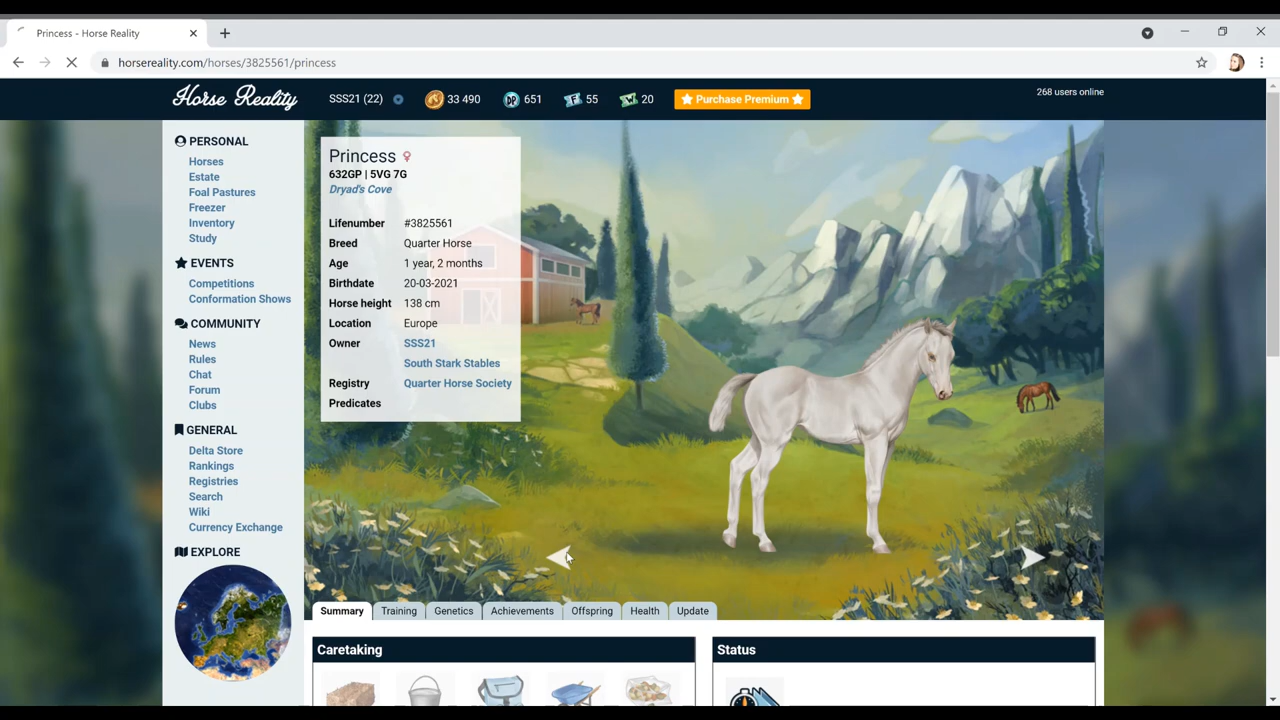 Princess - Horse Reality
horsereality.com/horses/3825561/princess
Horse Reality
SSS21 (22)
33 490
DP 651
55
20
Purchase Premium
268 users online
PERSONAL
Horses
Estate
Foal Pastures
Freezer
Inventory
Study
EVENTS
Competitions
Conformation Shows
COMMUNITY
News
Rules
Chat
Forum
Clubs
GENERAL
Delta Store
Rankings
Registries
Search
Wiki
Currency Exchange
EXPLORE
Princess ♀
632GP | 5VG 7G
Dryad's Cove
Lifenumber #3825561
Breed Quarter Horse
Age 1 year, 2 months
Birthdate 20-03-2021
Horse height 138 cm
Location Europe
Owner SSS21
South Stark Stables
Registry Quarter Horse Society
Predicates
Summary Training Genetics Achievements Offspring Health Update
Caretaking
Status